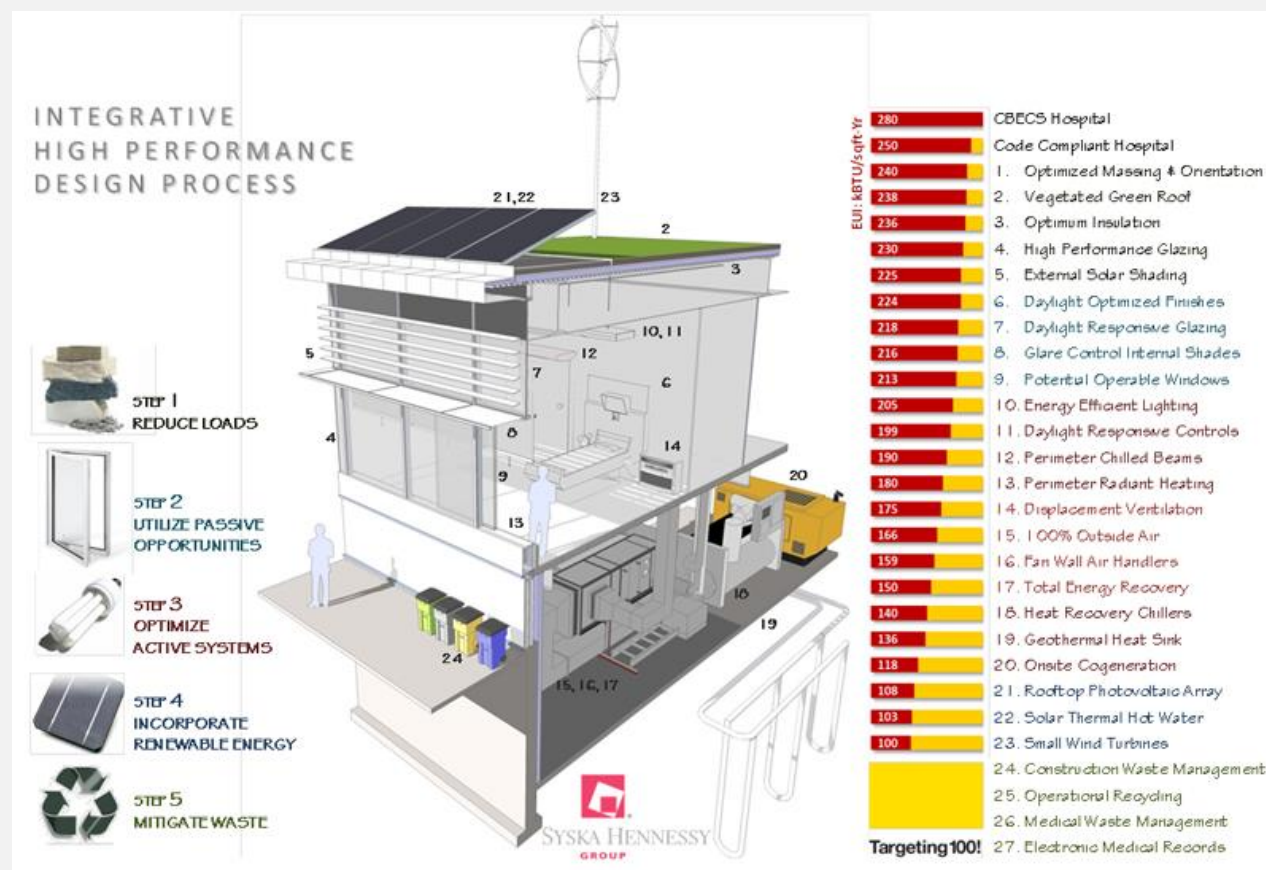 INTEGRATIVE
HIGH PERFORMANCE
DESIGN PROCESS
STEP 1
REDUCE LOADS
STEP 2
UTILIZE PASSIVE
OPPORTUNITIES
STEP 3
OPTIMIZE
ACTIVE SYSTEMS
STEP 4
INCORPORATE
RENEWABLE ENERGY
STEP 5
MITIGATE WASTE
21,22
23
2
3
10, 11
5
12
7
6
4
8
14
9
20
13
18
19
24
15, 16, 17
SYSKA HENNESSY
GROUP
EUI: kBTU/sqft-Yr
280 CBECS Hospital
250 Code Compliant Hospital
240 1. Optimized Massing & Orientation
238 2. Vegetated Green Roof
236 3. Optimum Insulation
230 4. High Performance Glazing
225 5. External Solar Shading
224 6. Daylight Optimized Finishes
218 7. Daylight Responsive Glazing
216 8. Glare Control Internal Shades
213 9. Potential Operable Windows
205 10. Energy Efficient Lighting
199 11. Daylight Responsive Controls
190 12. Perimeter Chilled Beams
180 13. Perimeter Radiant Heating
175 14. Displacement Ventilation
166 15. 100% Outside Air
159 16. Fan Wall Air Handlers
150 17. Total Energy Recovery
140 18. Heat Recovery Chillers
136 19. Geothermal Heat Sink
118 20. Onsite Cogeneration
108 21. Rooftop Photovoltaic Array
103 22. Solar Thermal Hot Water
100 23. Small Wind Turbines
24. Construction Waste Management
25. Operational Recycling
26. Medical Waste Management
Targeting 100! 27. Electronic Medical Records